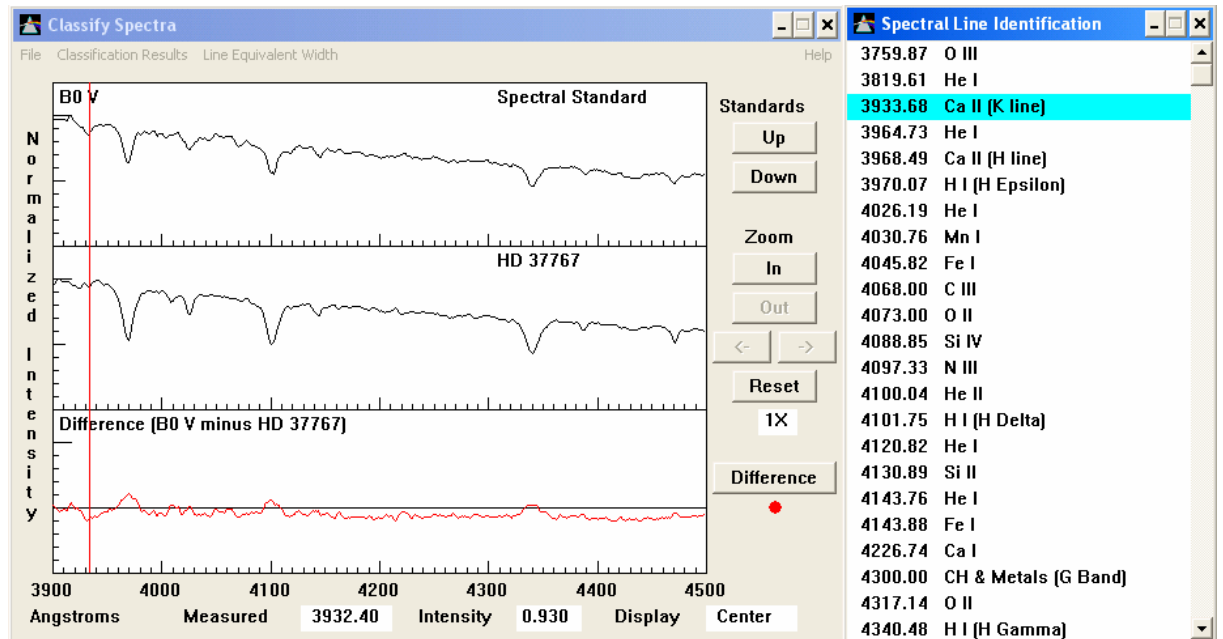 Classify Spectra
File Classification Results Line Equivalent Width Help
B0 V Spectral Standard
HD 37767
Difference (B0 V minus HD 37767)
Normalized Intensity
3900 4000 4100 4200 4300 4400 4500
Angstroms Measured 3932.40 Intensity 0.930 Display Center
Standards
Up
Down
Zoom
In
Out
<- ->
Reset
1X
Difference
Spectral Line Identification
3759.87 O III
3819.61 He I
3933.68 Ca II (K line)
3964.73 He I
3968.49 Ca II (H line)
3970.07 H I (H Epsilon)
4026.19 He I
4030.76 Mn I
4045.82 Fe I
4068.00 C III
4073.00 O II
4088.85 Si IV
4097.33 N III
4100.04 He II
4101.75 H I (H Delta)
4120.82 He I
4130.89 Si II
4143.76 He I
4143.88 Fe I
4226.74 Ca I
4300.00 CH & Metals (G Band)
4317.14 O II
4340.48 H I (H Gamma)